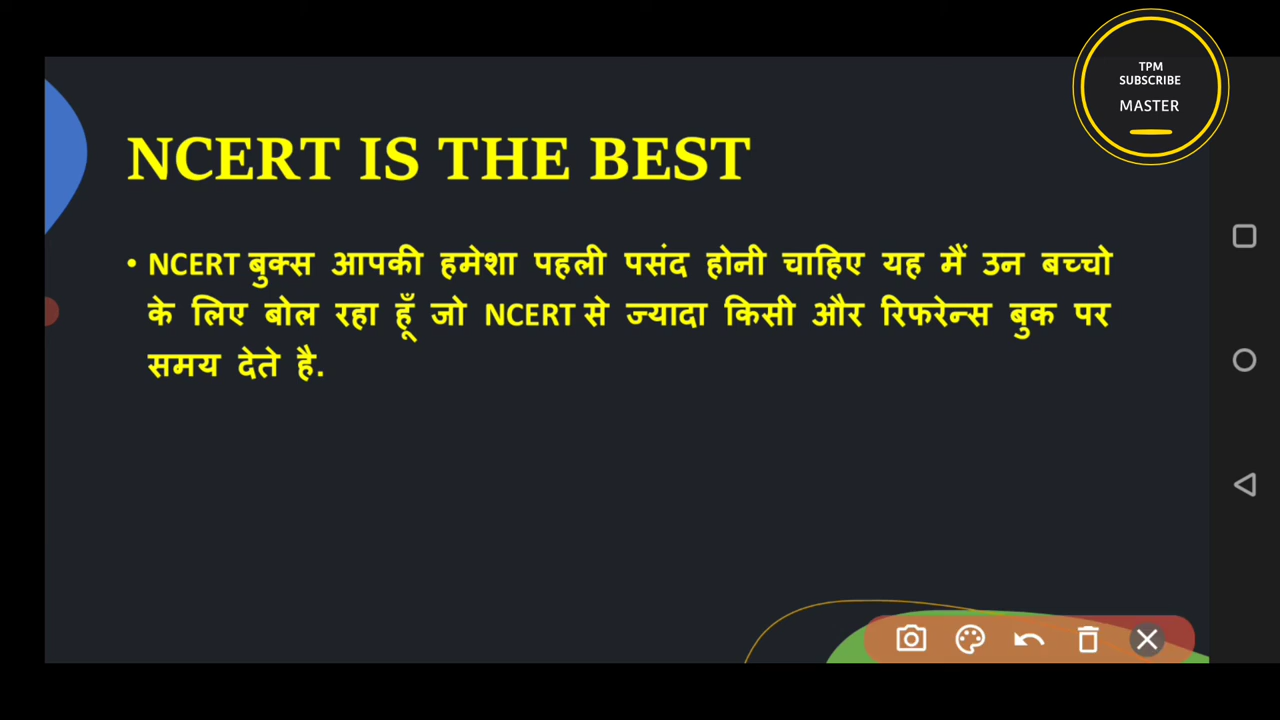 TPM
SUBSCRIBE
MASTER
NCERT IS THE BEST
• NCERT बुक्स आपकी हमेशा पहली पसंद होनी चाहिए यह मैं उन बच्चो
के लिए बोल रहा हूँ जो NCERT से ज्यादा किसी और रिफरेन्स बुक पर
समय देते है.